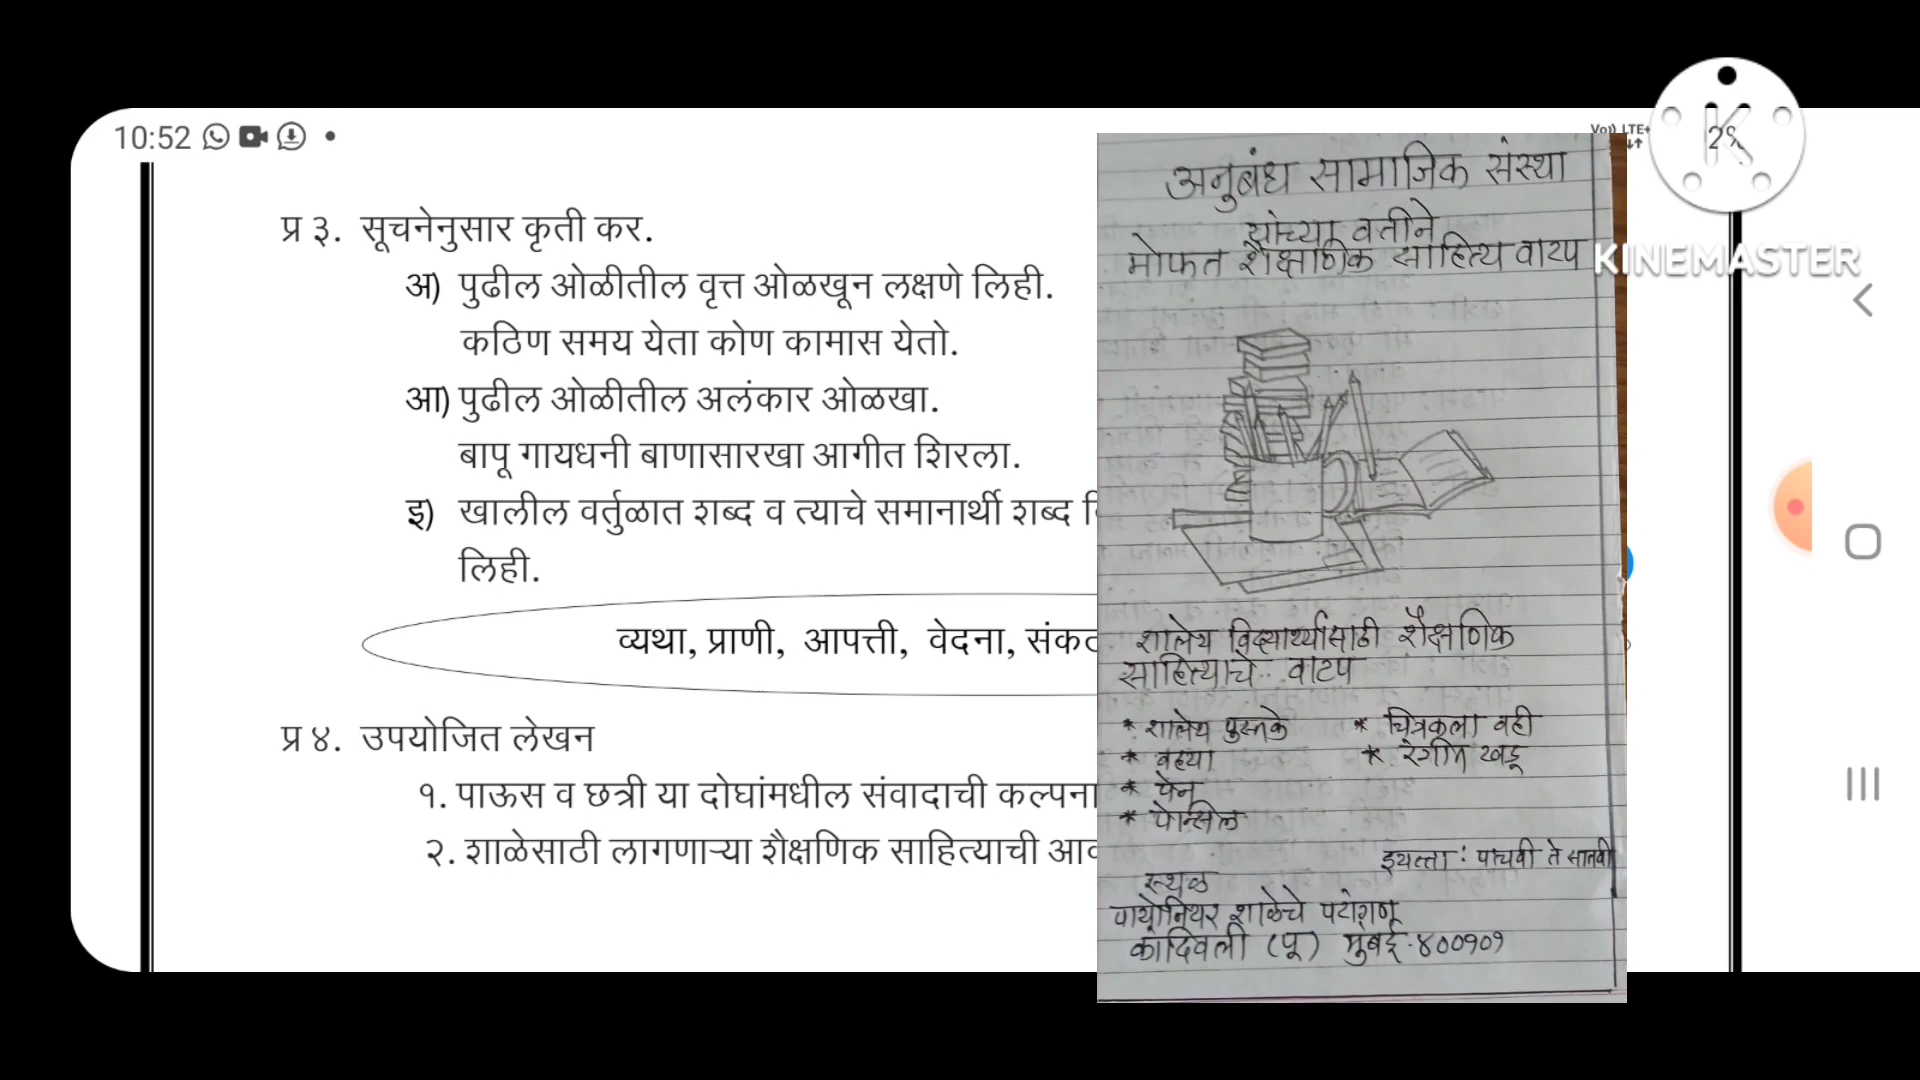 10:52
Vo)) LTE+
KINEMASTER
प्र ३. सूचनेनुसार कृती कर.
अ) पुढील ओळीतील वृत्त ओळखून लक्षणे लिही.
कठिण समय येता कोण कामास येतो.
आ) पुढील ओळीतील अलंकार ओळखा.
बापू गायधनी बाणासारखा आगीत शिरला.
इ) खालील वर्तुळात शब्द व त्याचे समानार्थी शब्द
लिही.
व्यथा, प्राणी, आपत्ती, वेदना, संकट
प्र ४. उपयोजित लेखन
१. पाऊस व छत्री या दोघांमधील संवादाची कल्पना
२. शाळेसाठी लागणाऱ्या शैक्षणिक साहित्याची
अनुबंध सामाजिक संस्था
यांच्या वतीने
मोफत शैक्षाणिक साहित्य वाटप
शालेय विद्यार्थ्यांसाठी शैक्षणिक
साहित्याचे.. वाटप
* शालेय पुस्तके * चित्रकला वही
* वह्या * रंगीत खडू
* पेन
* पेन्सिल
इयत्ता : पाचवी ते सातवी
स्थळ
पायोनियर शाळेचे पटांगण
कांदिवली (पू) मुंबई.४००१०१